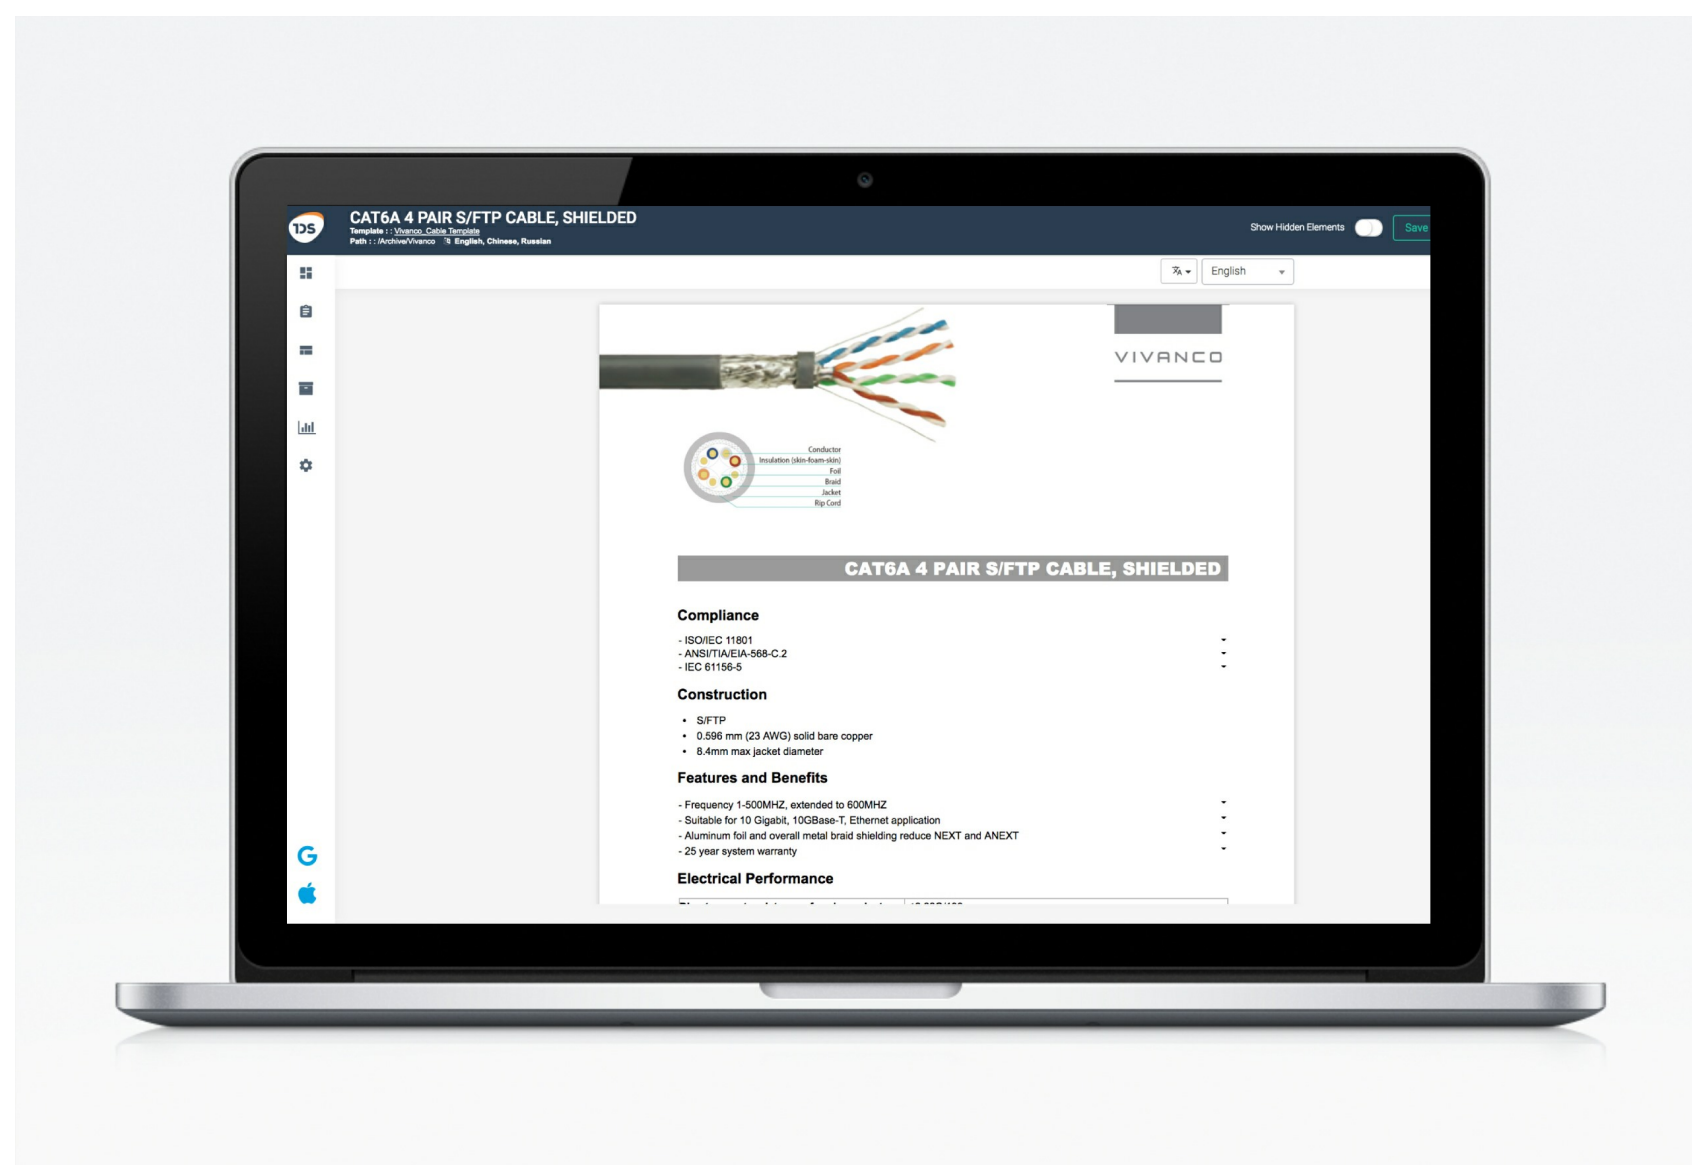 1DS
CAT6A 4 PAIR S/FTP CABLE, SHIELDED
Template : : Vivanco_Cable Template
Path : : /Archive/Vivanco English, Chinese, Russian
Show Hidden Elements
Save
English
VIVANCO
Conductor
Insulation (skin-foam-skin)
Foil
Braid
Jacket
Rip Cord
CAT6A 4 PAIR S/FTP CABLE, SHIELDED
Compliance
- ISO/IEC 11801
- ANSI/TIA/EIA-568-C.2
- IEC 61156-5
Construction
• S/FTP
• 0.596 mm (23 AWG) solid bare copper
• 8.4mm max jacket diameter
Features and Benefits
- Frequency 1-500MHZ, extended to 600MHZ
- Suitable for 10 Gigabit, 10GBase-T, Ethernet application
- Aluminum foil and overall metal braid shielding reduce NEXT and ANEXT
- 25 year system warranty
Electrical Performance